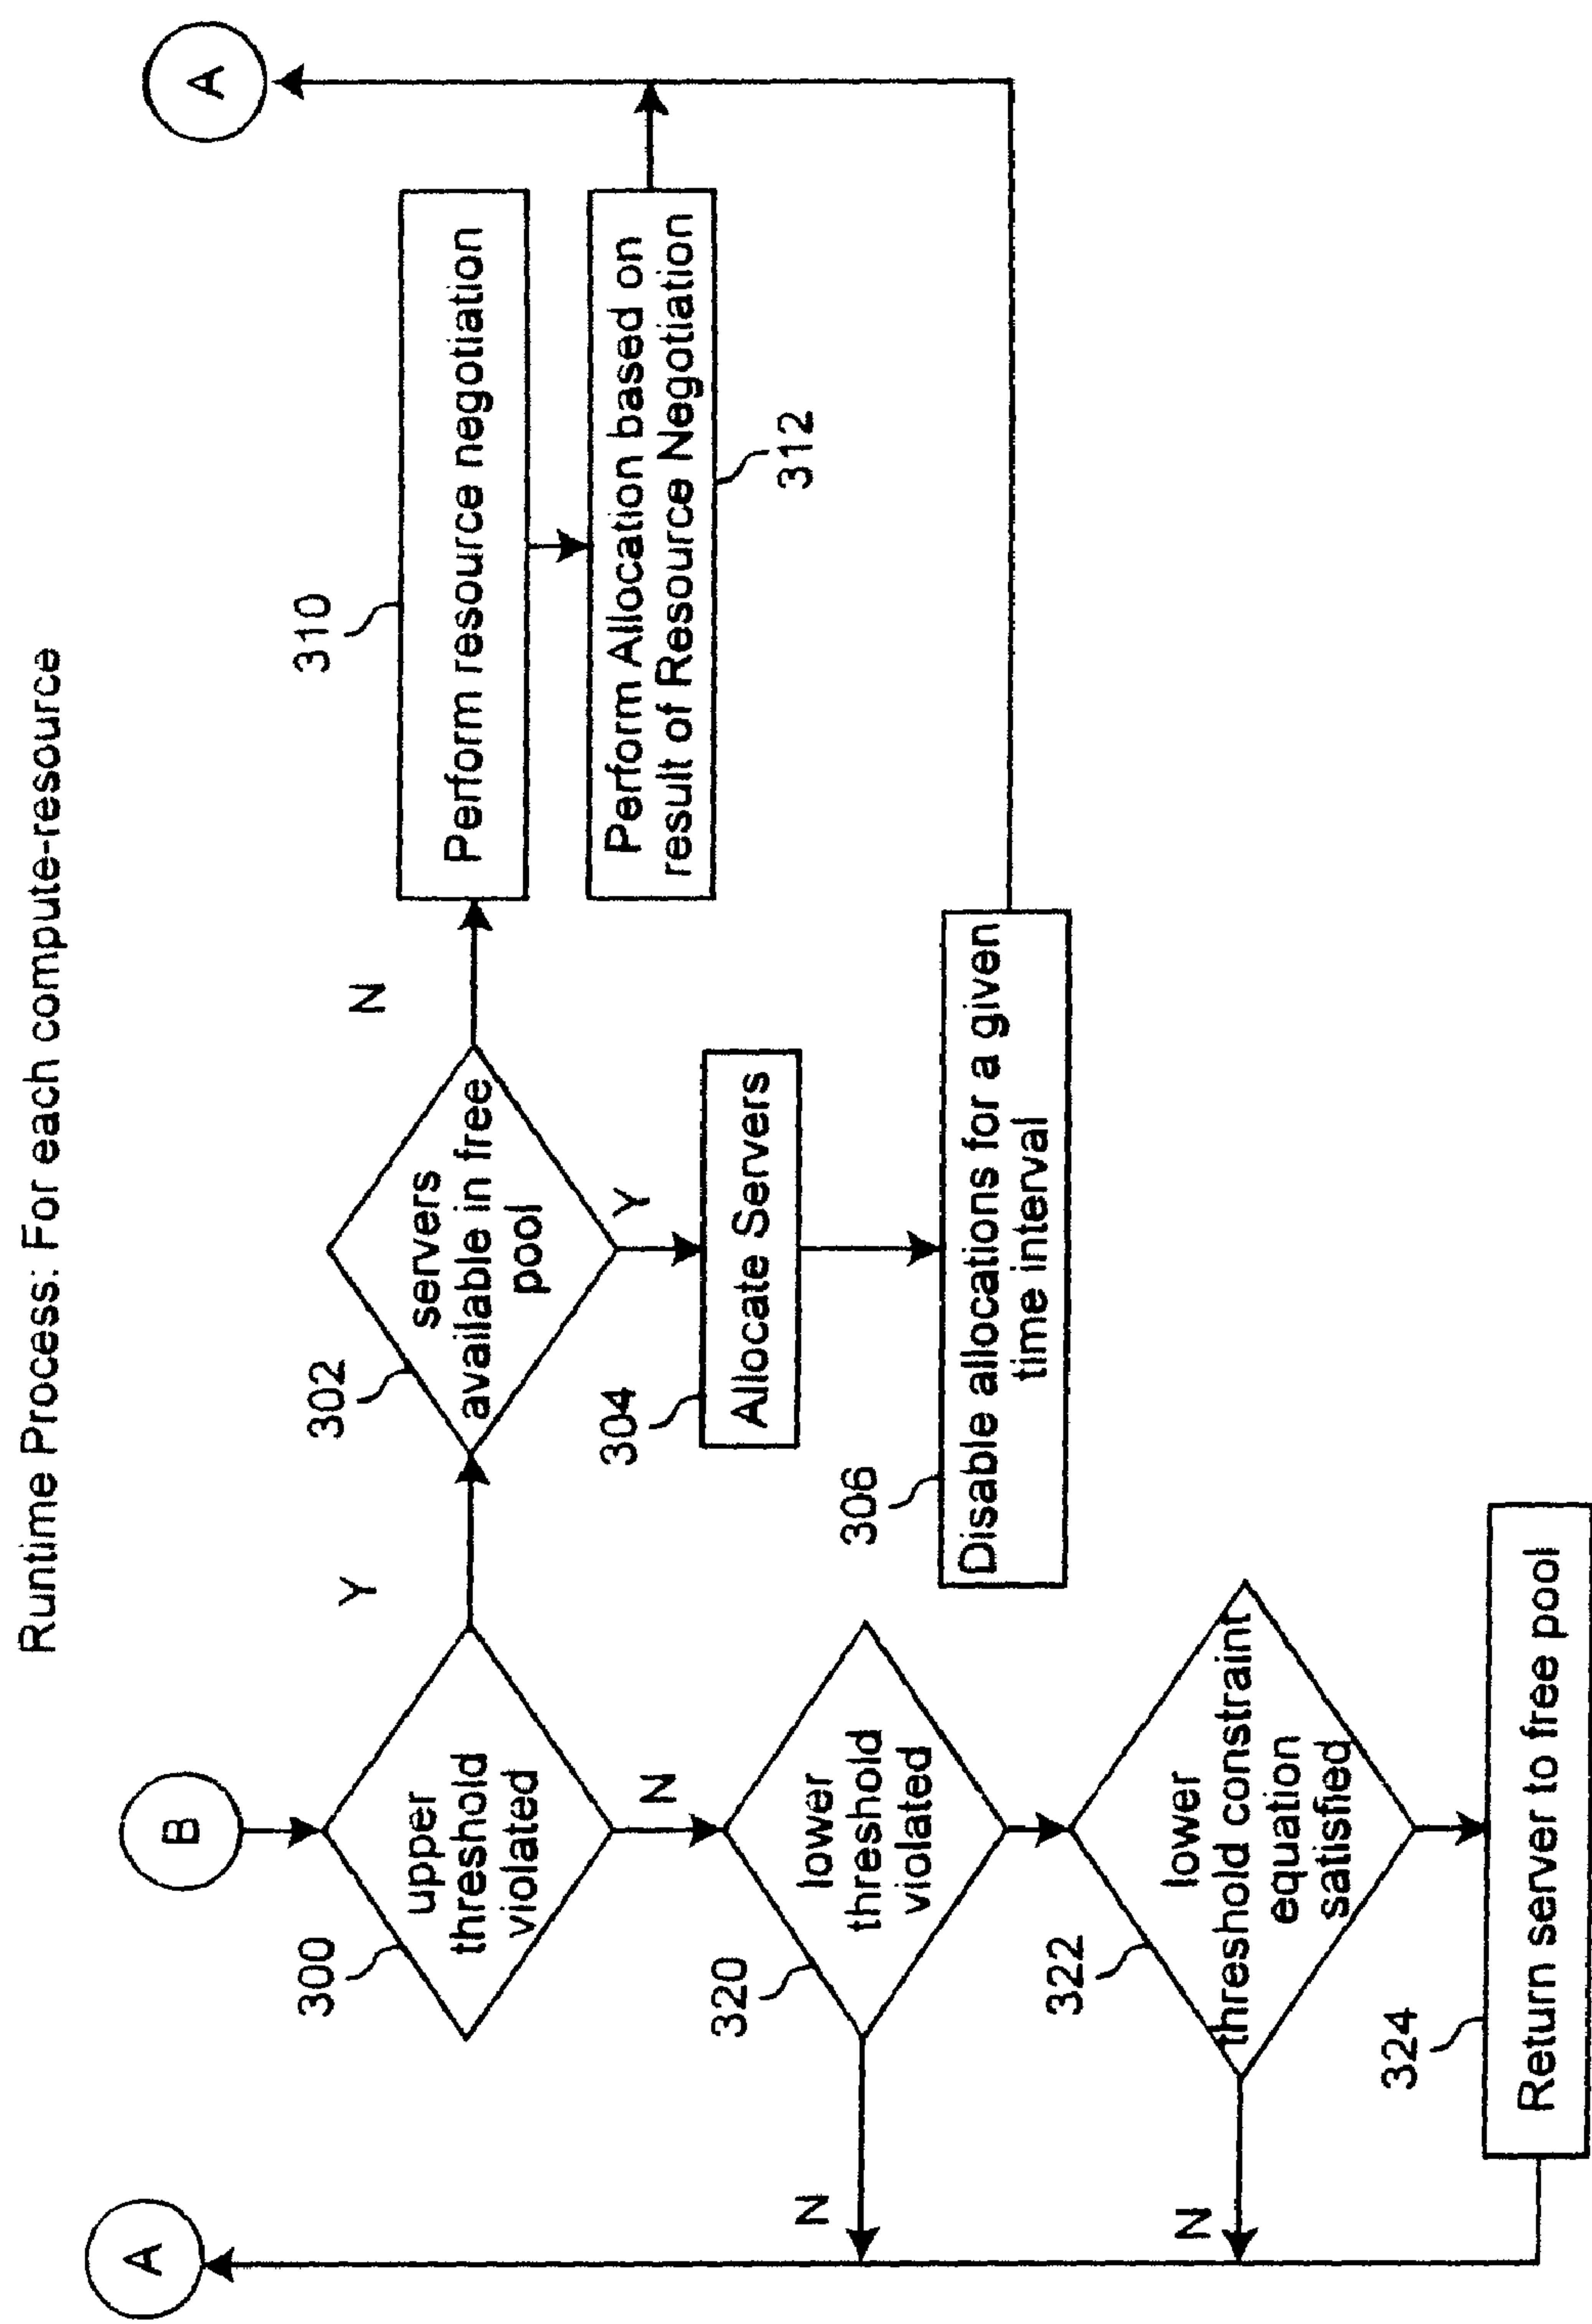 Runtime Process: For each compute-resource
A
B
A
300
upper
threshold
violated
Y
N
302
servers
available in free
pool
N
Y
310
Perform resource negotiation
Perform Allocation based on
result of Resource Negotiation
312
304
Allocate Servers
306
Disable allocations for a given
time interval
320
lower
threshold
violated
N
322
lower
threshold constraint
equation
satisfied
N
324
Return server to free pool